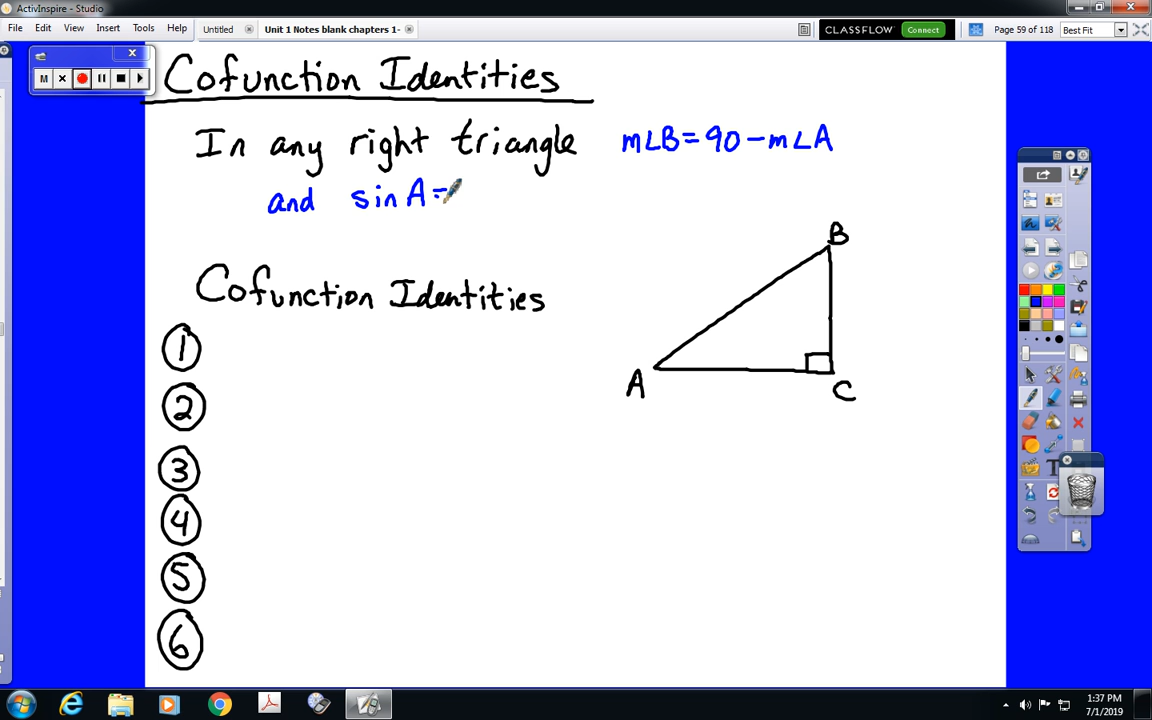 ActivInspire - Studio
File Edit View Insert Tools Help
Untitled
Unit 1 Notes blank chapters 1-
CLASSFLOW Connect
Page 59 of 118
Best Fit
M
Cofunction Identities
In any right triangle m∠B=90-m∠A
and sin A=
B
Cofunction Identities
1
A
C
2
3
4
5
6
T
1:37 PM
7/1/2019